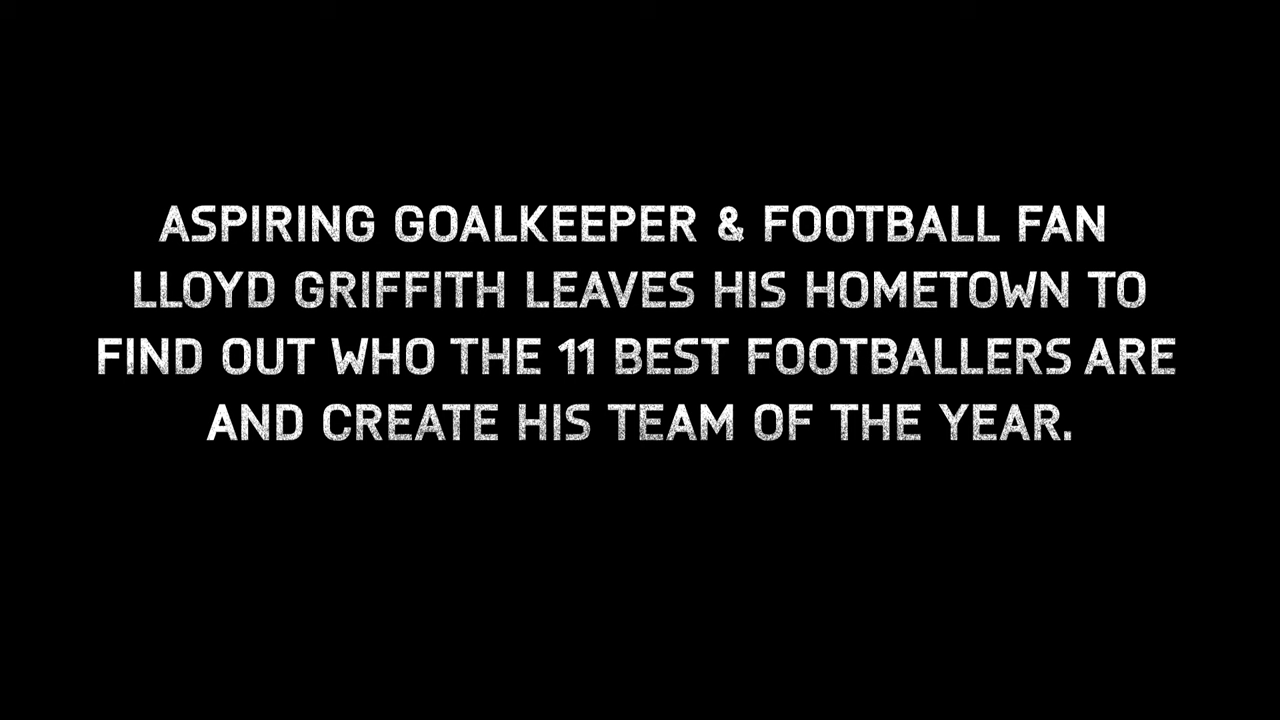 ASPIRING GOALKEEPER & FOOTBALL FAN
LLOYD GRIFFITH LEAVES HIS HOMETOWN TO
FIND OUT WHO THE 11 BEST FOOTBALLERS ARE
AND CREATE HIS TEAM OF THE YEAR.